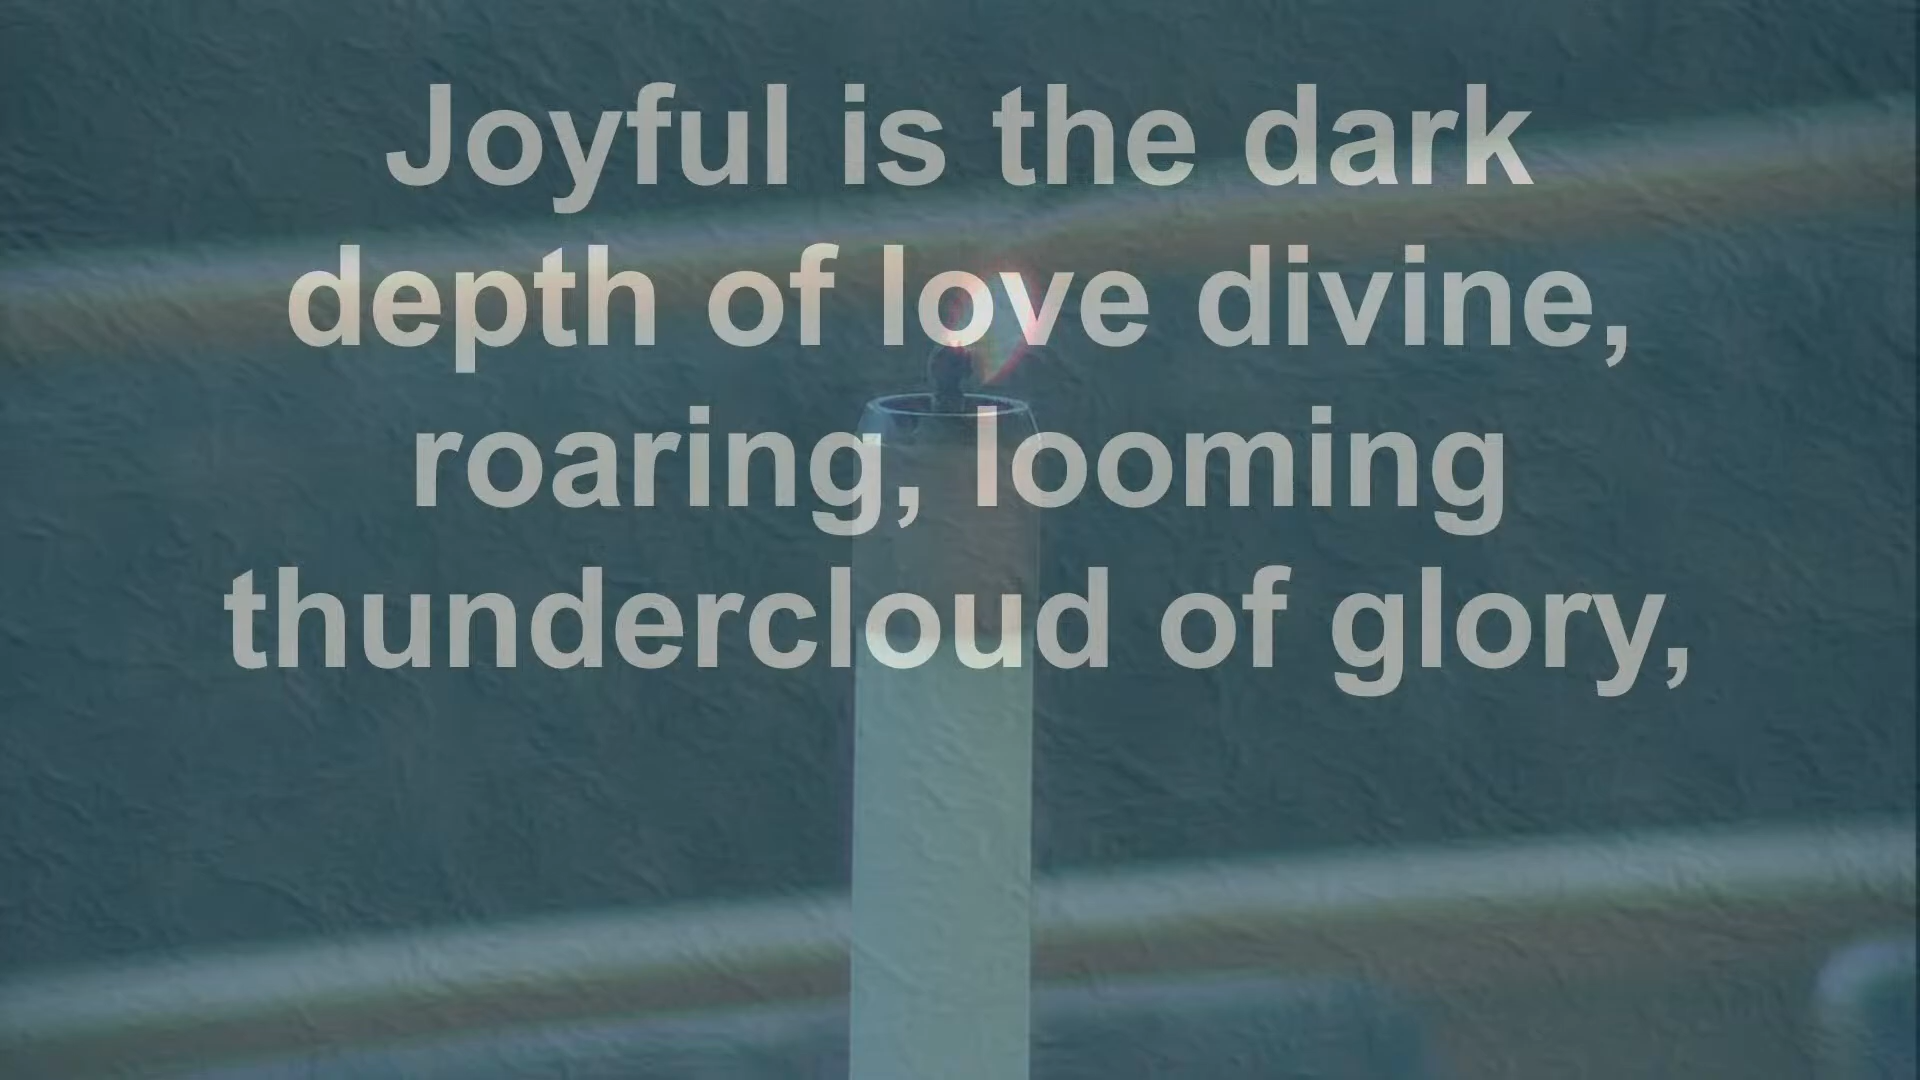 Joyful is the dark
depth of love divine,
roaring, looming
thundercloud of glory,